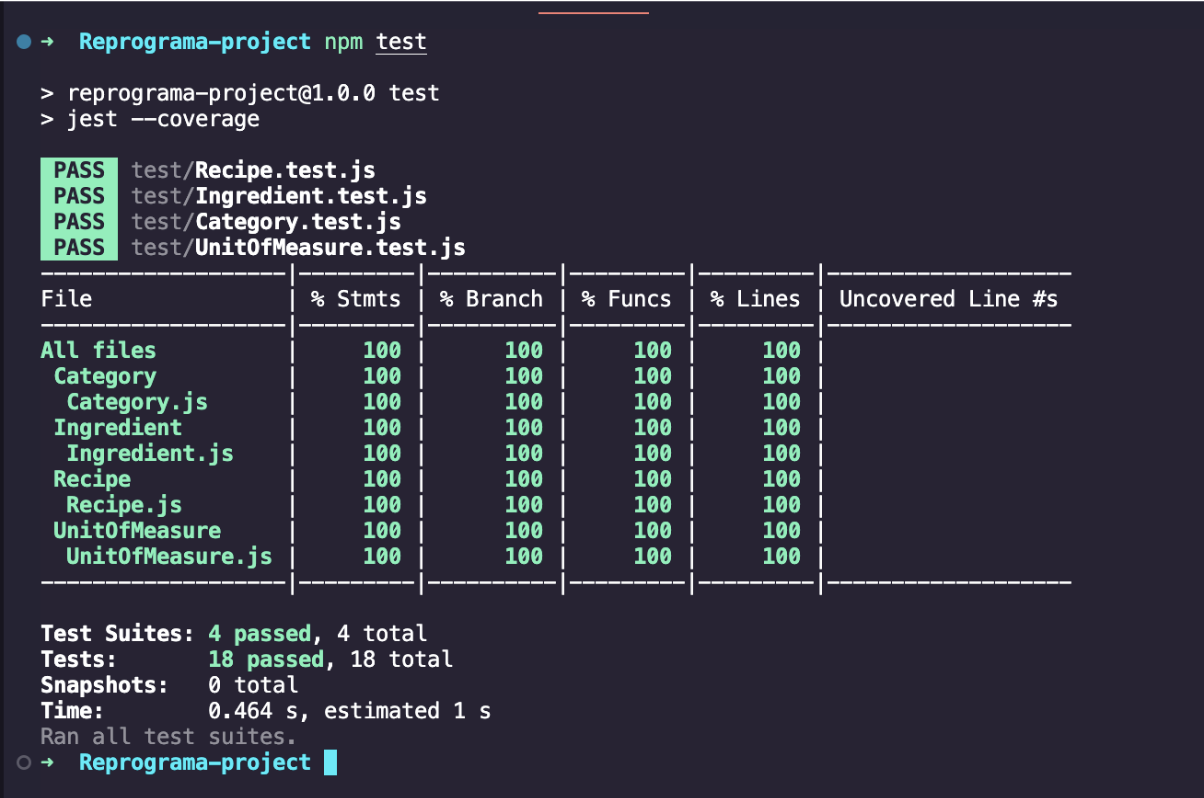 ➜ Reprograma-project npm test
> reprograma-project@1.0.0 test
> jest --coverage
PASS test/Recipe.test.js
PASS test/Ingredient.test.js
PASS test/Category.test.js
PASS test/UnitOfMeasure.test.js
-------------------|---------|----------|---------|---------|-------------------
File | % Stmts | % Branch | % Funcs | % Lines | Uncovered Line #s
-------------------|---------|----------|---------|---------|-------------------
All files | 100 | 100 | 100 | 100 |
Category | 100 | 100 | 100 | 100 |
Category.js | 100 | 100 | 100 | 100 |
Ingredient | 100 | 100 | 100 | 100 |
Ingredient.js | 100 | 100 | 100 | 100 |
Recipe | 100 | 100 | 100 | 100 |
Recipe.js | 100 | 100 | 100 | 100 |
UnitOfMeasure | 100 | 100 | 100 | 100 |
UnitOfMeasure.js | 100 | 100 | 100 | 100 |
-------------------|---------|----------|---------|---------|-------------------
Test Suites: 4 passed, 4 total
Tests: 18 passed, 18 total
Snapshots: 0 total
Time: 0.464 s, estimated 1 s
Ran all test suites.
➜ Reprograma-project